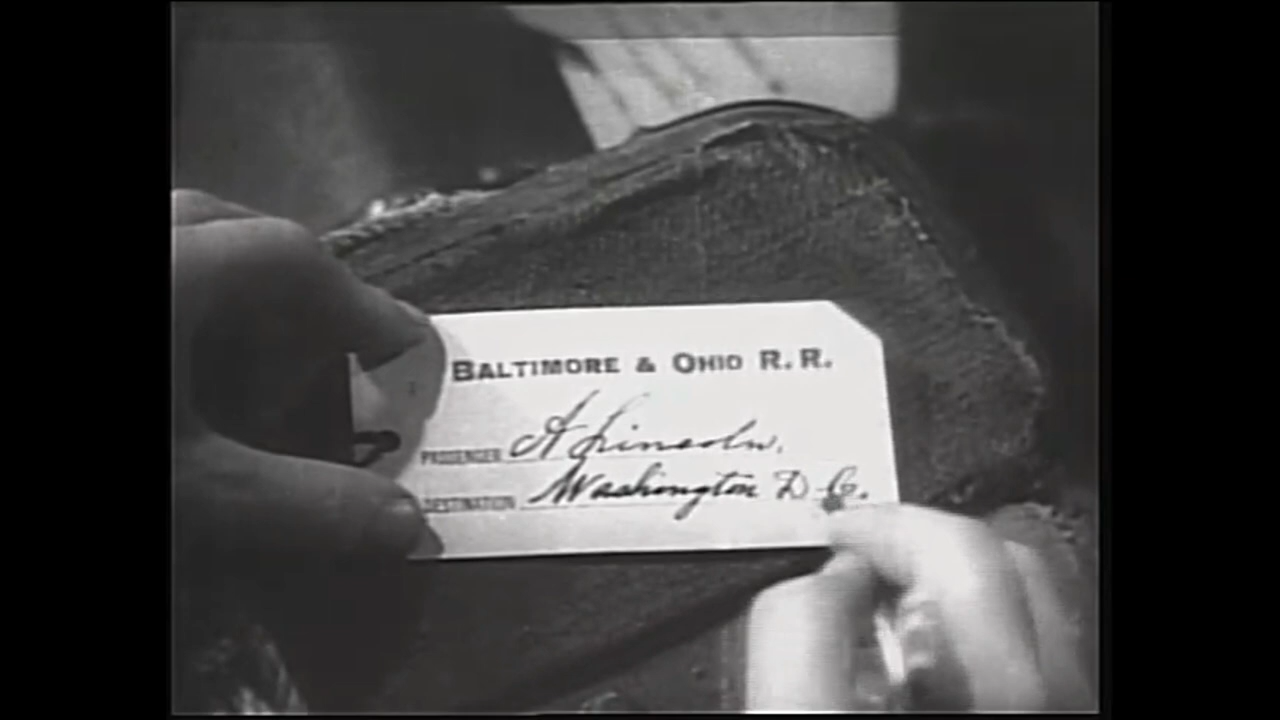 BALTIMORE & OHIO R.R.
PASSENGER A Lincoln.
DESTINATION Washington D.C.